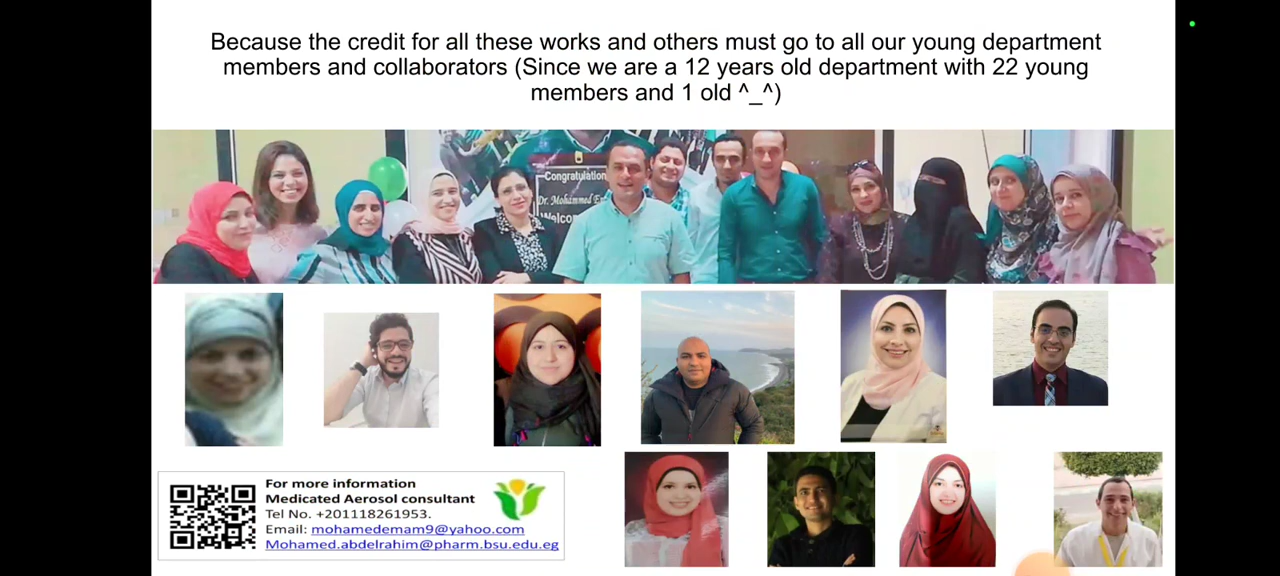 Because the credit for all these works and others must go to all our young department
members and collaborators (Since we are a 12 years old department with 22 young
members and 1 old ^_^)
Congratulation
Dr. Mohammed E
Welco
For more information
Medicated Aerosol consultant
Tel No. +201118261953.
Email: mohamedemam9@yahoo.com
Mohamed.abdelrahim@pharm.bsu.edu.eg